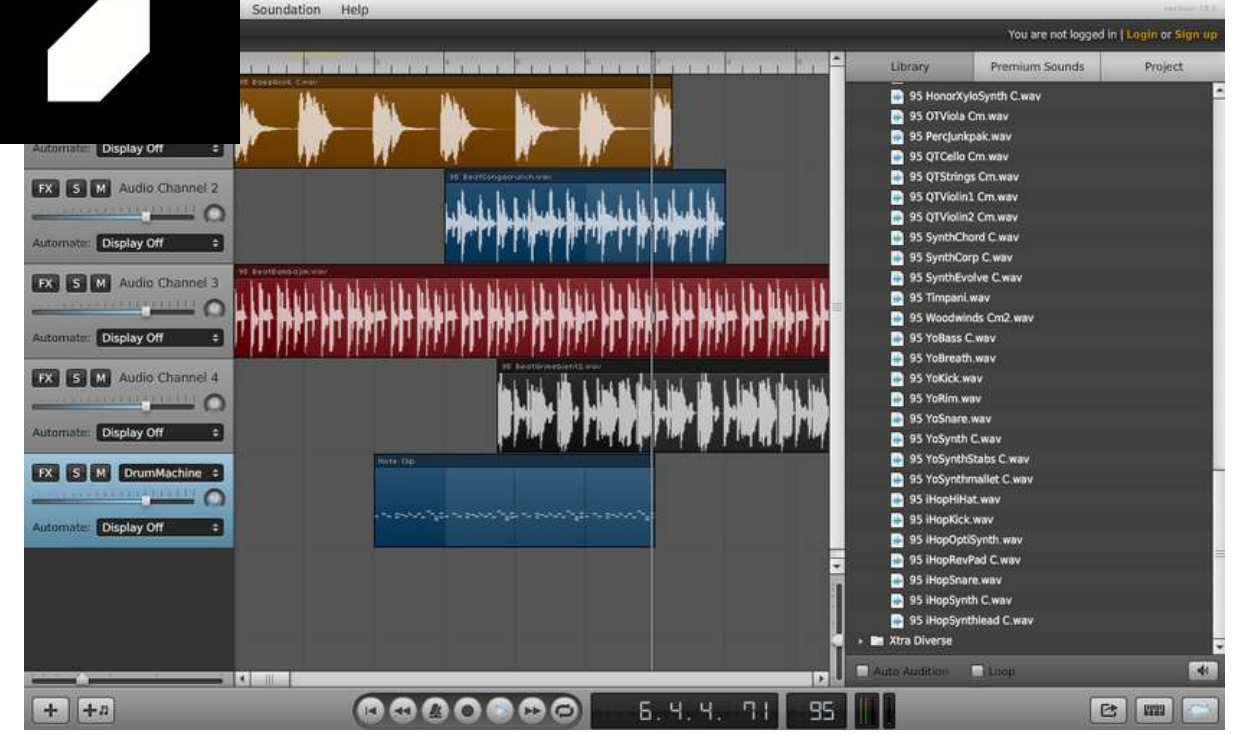 Soundation Help
You are not logged in | Login or Sign up
Library Premium Sounds Project
95 HonorXyloSynth C.wav
95 OTViola Cm.wav
95 PercJunkpak.wav
95 QTCello Cm.wav
95 QTStrings Cm.wav
95 QTViolin1 Cm.wav
95 QTViolin2 Cm.wav
95 SynthChord C.wav
95 SynthCorp C.wav
95 SynthEvolve C.wav
95 Timpani.wav
95 Woodwinds Cm2.wav
95 YoBass C.wav
95 YoBreath.wav
95 YoKick.wav
95 YoRim.wav
95 YoSnare.wav
95 YoSynth C.wav
95 YoSynthStabs C.wav
95 YoSynthmallet C.wav
95 iHopHiHat.wav
95 iHopKick.wav
95 iHopOptiSynth.wav
95 iHopRevPad C.wav
95 iHopSnare.wav
95 iHopSynth C.wav
95 iHopSynthlead C.wav
Xtra Diverse
Auto Audition Loop
Automate: Display Off
FX S M Audio Channel 2
Automate: Display Off
FX S M Audio Channel 3
Automate: Display Off
FX S M Audio Channel 4
Automate: Display Off
FX S M DrumMachine
Automate: Display Off
95 BeatCongacrunch.wav
Note Clip
6. 4. 4. 71 95